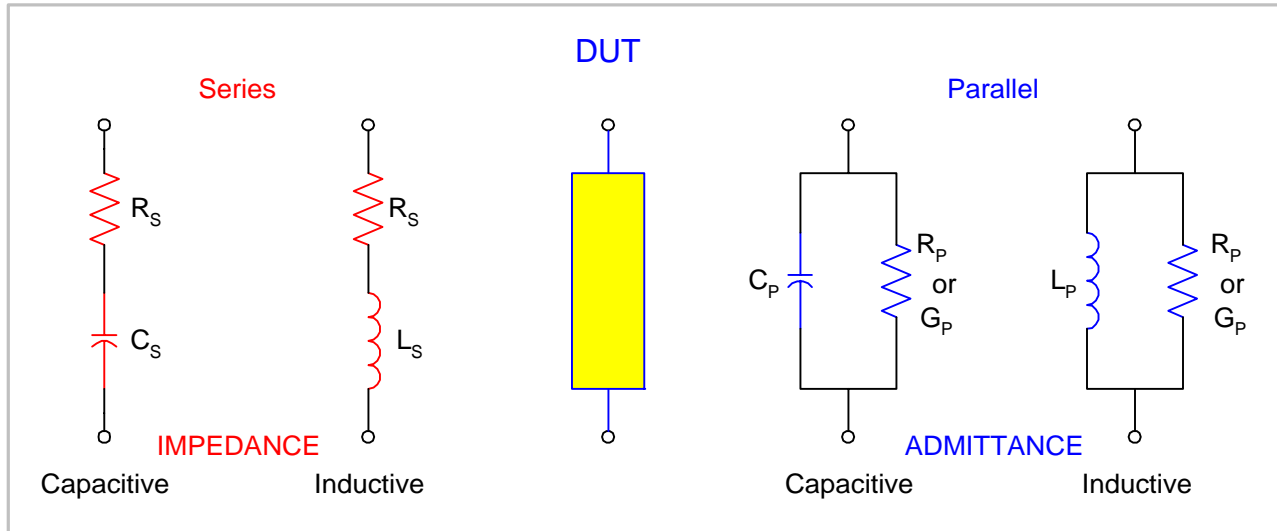 DUT
Series
Parallel
R_S
R_S
C_S
L_S
C_P
R_P
or
G_P
L_P
R_P
or
G_P
IMPEDANCE
ADMITTANCE
Capacitive
Inductive
Capacitive
Inductive